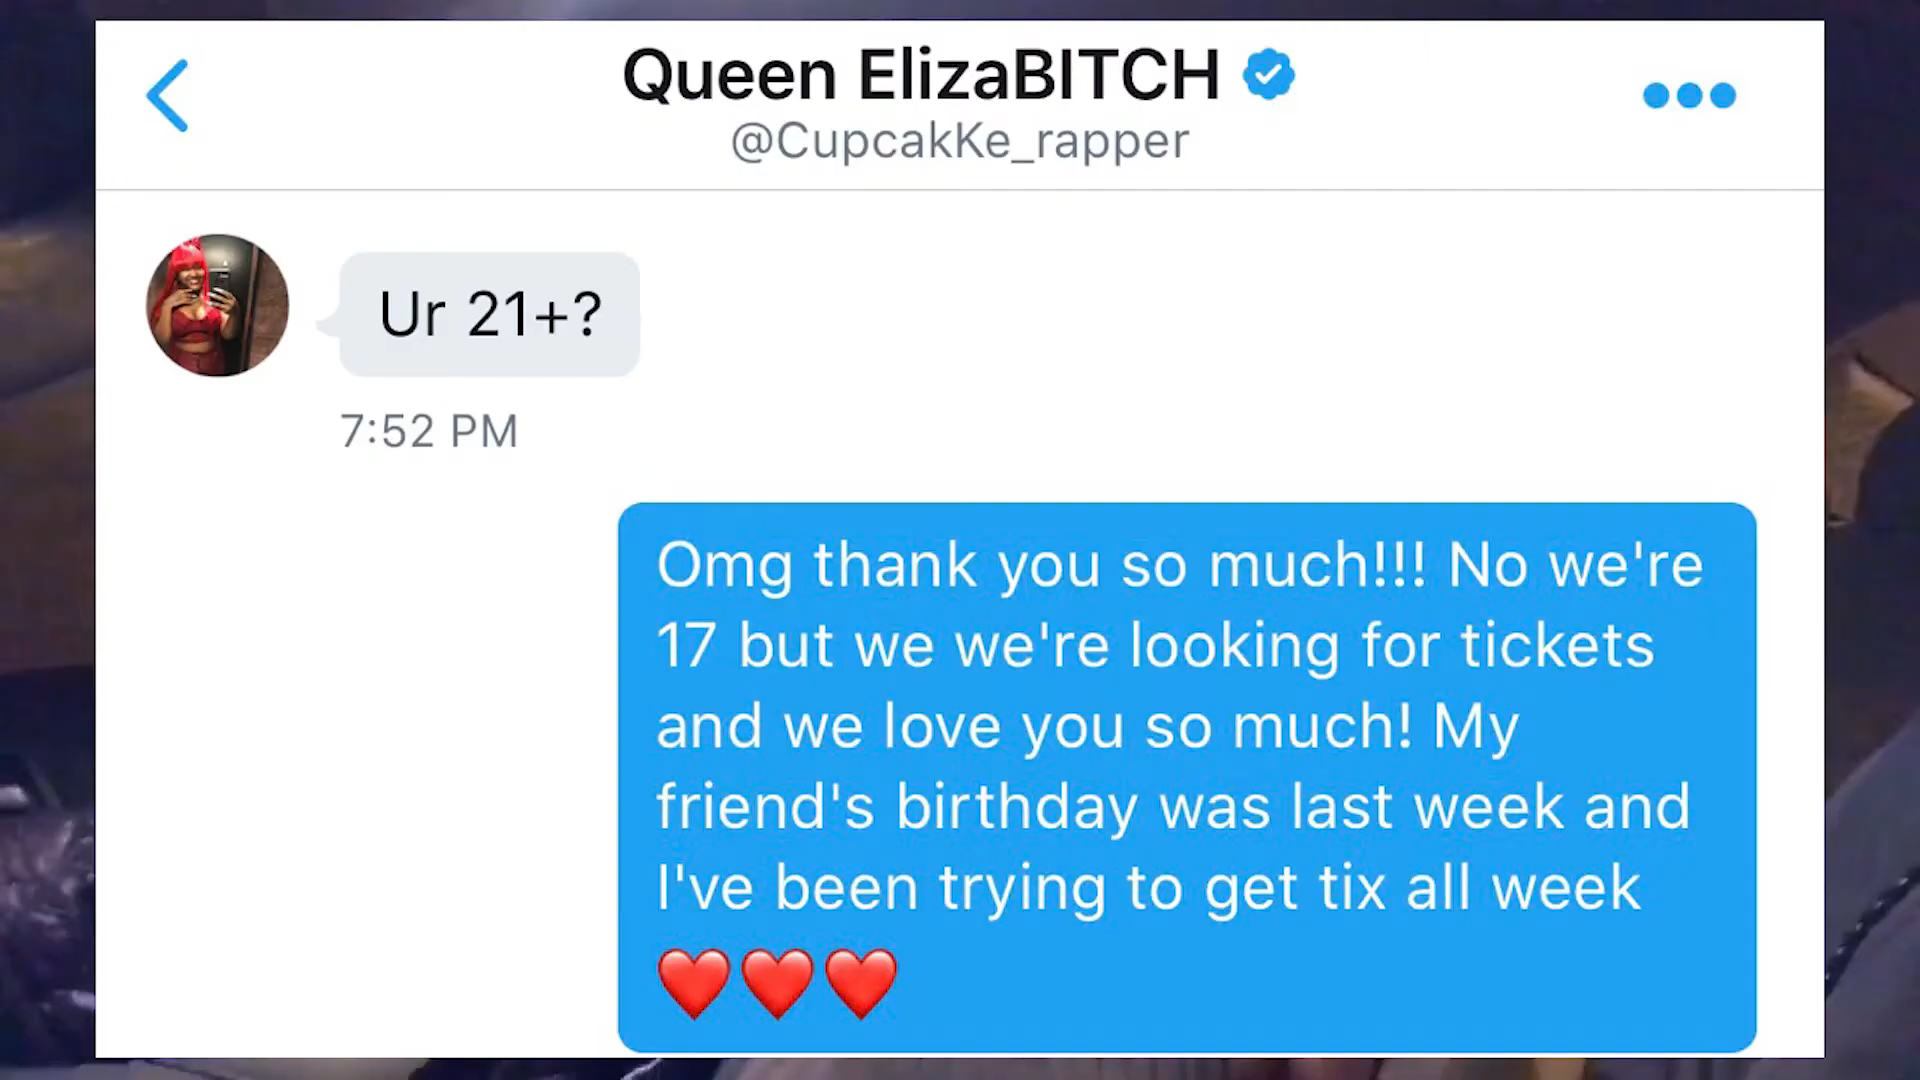 Queen ElizaBITCH
@CupcakKe_rapper
Ur 21+?
7:52 PM
Omg thank you so much!!! No we're
17 but we we're looking for tickets
and we love you so much! My
friend's birthday was last week and
I've been trying to get tix all week
❤️❤️❤️